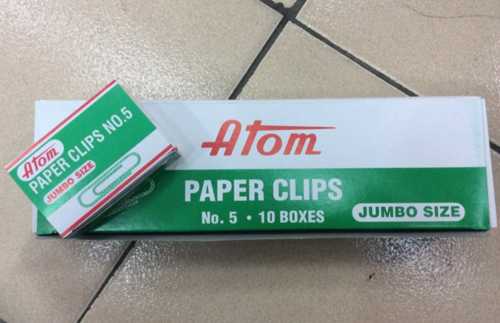 Atom
PAPER CLIPS NO.5
JUMBO SIZE
Atom
PAPER CLIPS
No. 5 • 10 BOXES
JUMBO SIZE